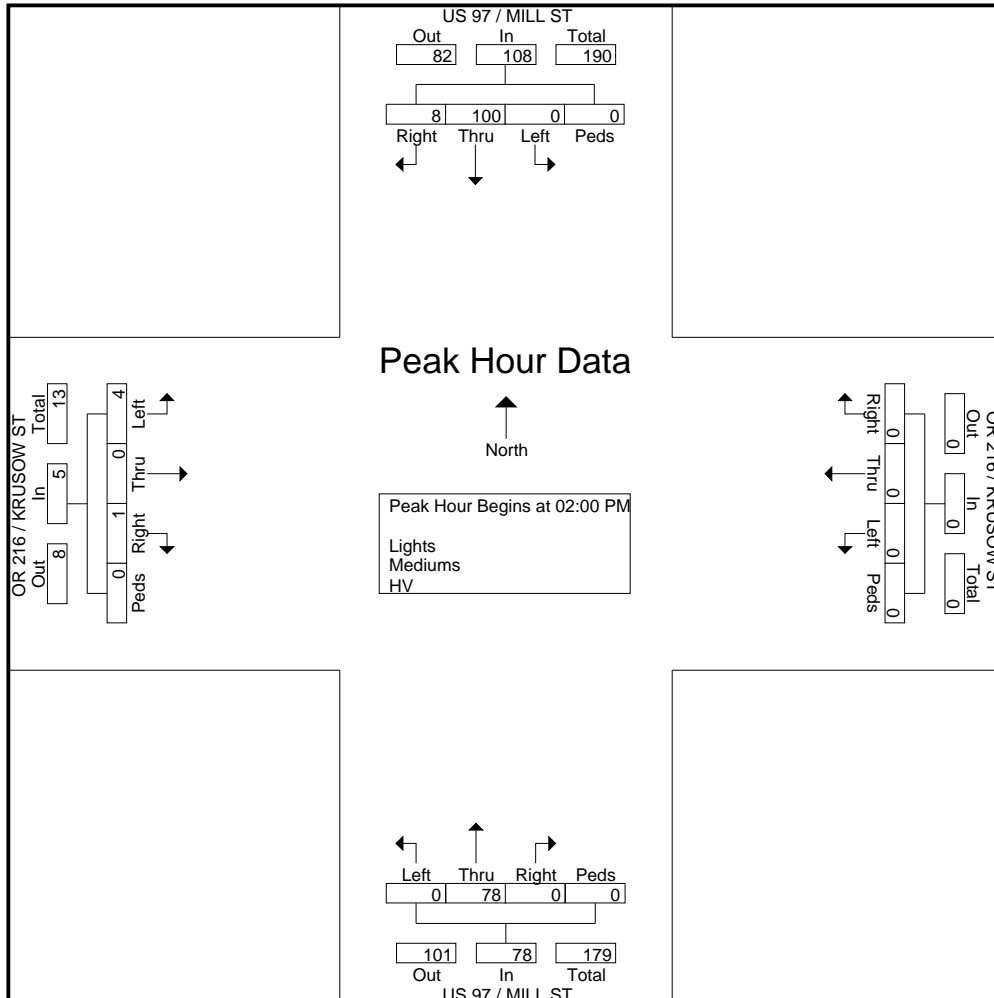 US 97 / MILL ST
Out In Total
82 108 190
8 100 0 0
Right Thru Left Peds
Peak Hour Data
North
Peak Hour Begins at 02:00 PM
Lights
Mediums
HV
OR 216 / KRUSOW ST
Out In Total
8 5 13
4 0 1 0
Left Thru Right Peds
OR 216 / KRUSOW ST
Out In Total
0 0 0
0 0 0 0
Right Thru Left Peds
Left Thru Right Peds
0 78 0 0
101 78 179
Out In Total
US 97 / MILL ST